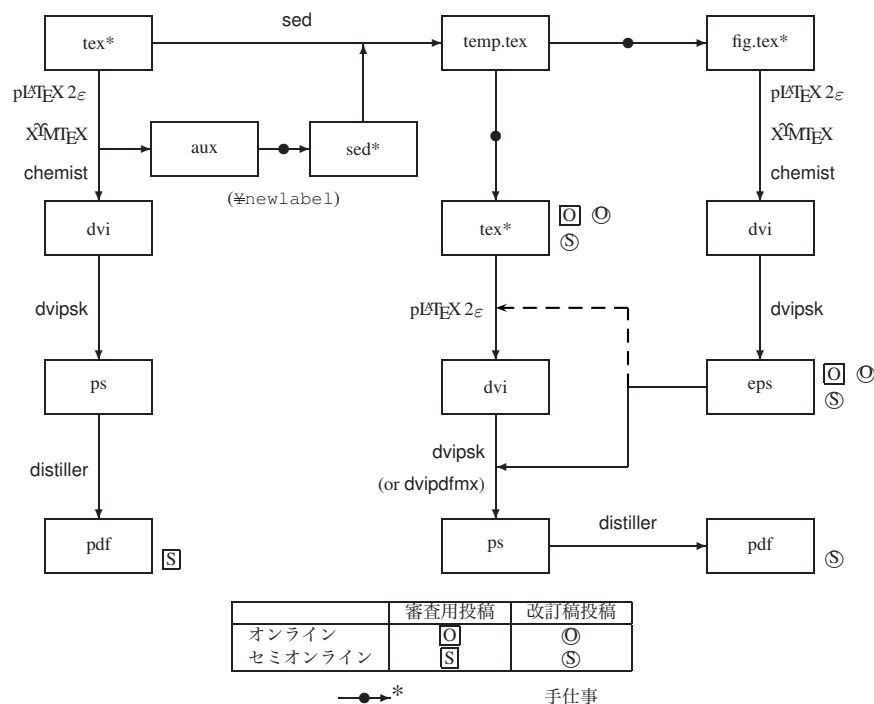 sed
tex* temp.tex fig.tex*
pLATEX 2ε pLATEX 2ε
XΥMTEX aux sed* XΥMTEX
chemist chemist
(¥newlabel)
dvi tex* O O dvi
S
dvipsk pLATEX 2ε dvipsk
ps dvi eps O O
S
dvipsk
distiller (or dvipdfmx)
distiller
pdf S ps pdf S
審査用投稿 改訂稿投稿
オンライン O O
セミオンライン S S
* 手仕事